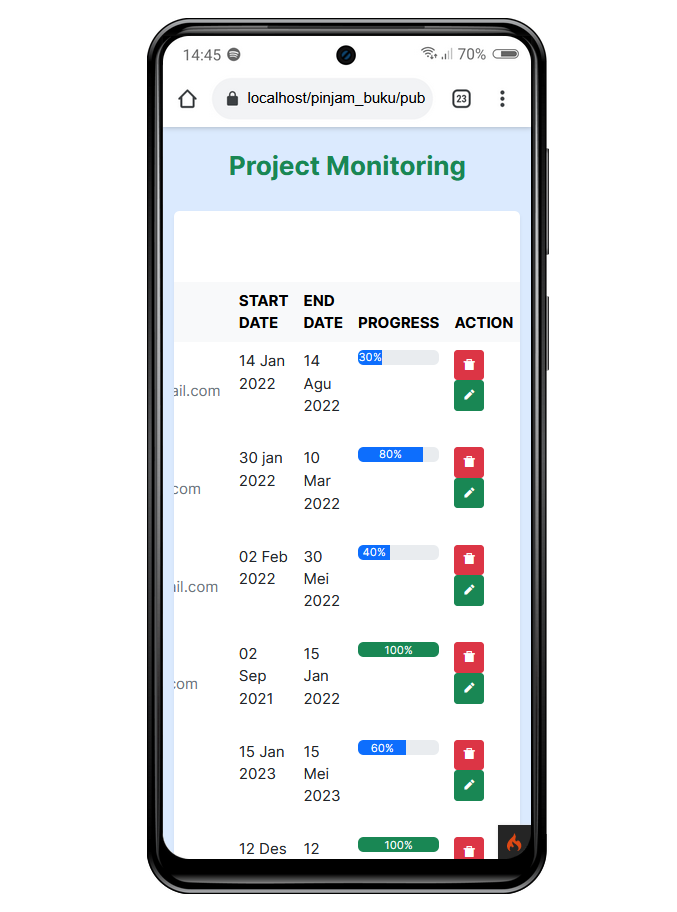 14:45
70%
localhost/pinjam_buku/pub
23
Project Monitoring
START DATE
END DATE
PROGRESS
ACTION
ail.com
14 Jan 2022
14 Agu 2022
30%
.com
30 jan 2022
10 Mar 2022
80%
ail.com
02 Feb 2022
30 Mei 2022
40%
.com
02 Sep 2021
15 Jan 2022
100%
15 Jan 2023
15 Mei 2023
60%
12 Des
12
100%